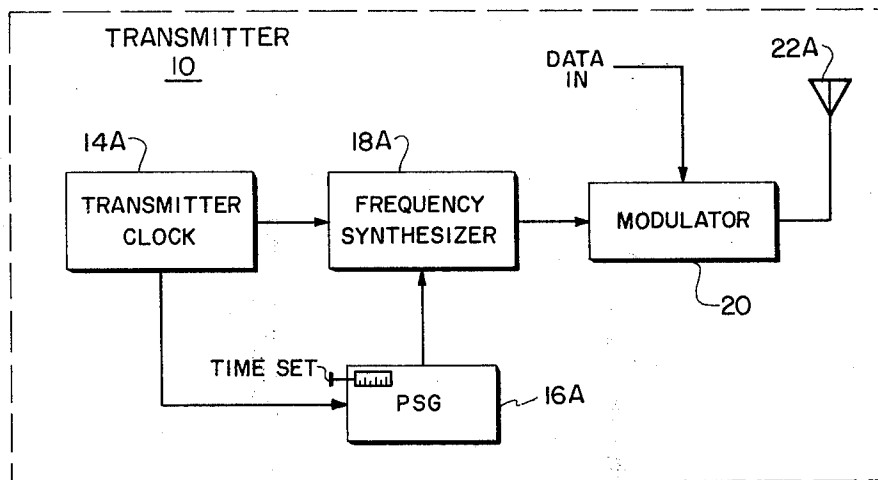 TRANSMITTER
10
DATA
IN
22A
14A
18A
TRANSMITTER
CLOCK
FREQUENCY
SYNTHESIZER
MODULATOR
20
TIME SET
PSG
16A